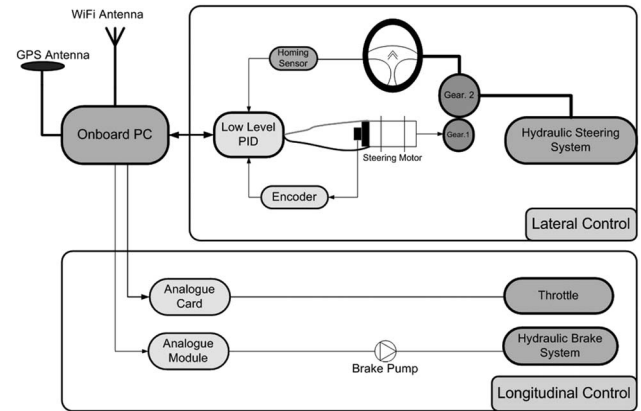 WiFi Antenna
GPS Antenna
Onboard PC
Homing
Sensor
Low Level
PID
Steering Motor
Gear. 2
Gear.1
Hydraulic Steering
System
Encoder
Lateral Control
Analogue
Card
Throttle
Analogue
Module
Brake Pump
Hydraulic Brake
System
Longitudinal Control